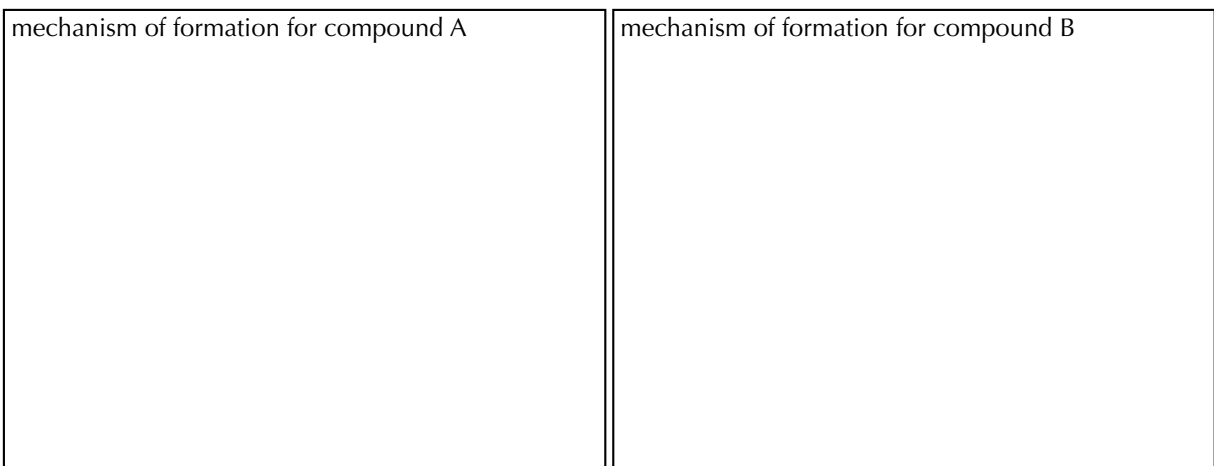 mechanism of formation for compound A
mechanism of formation for compound B